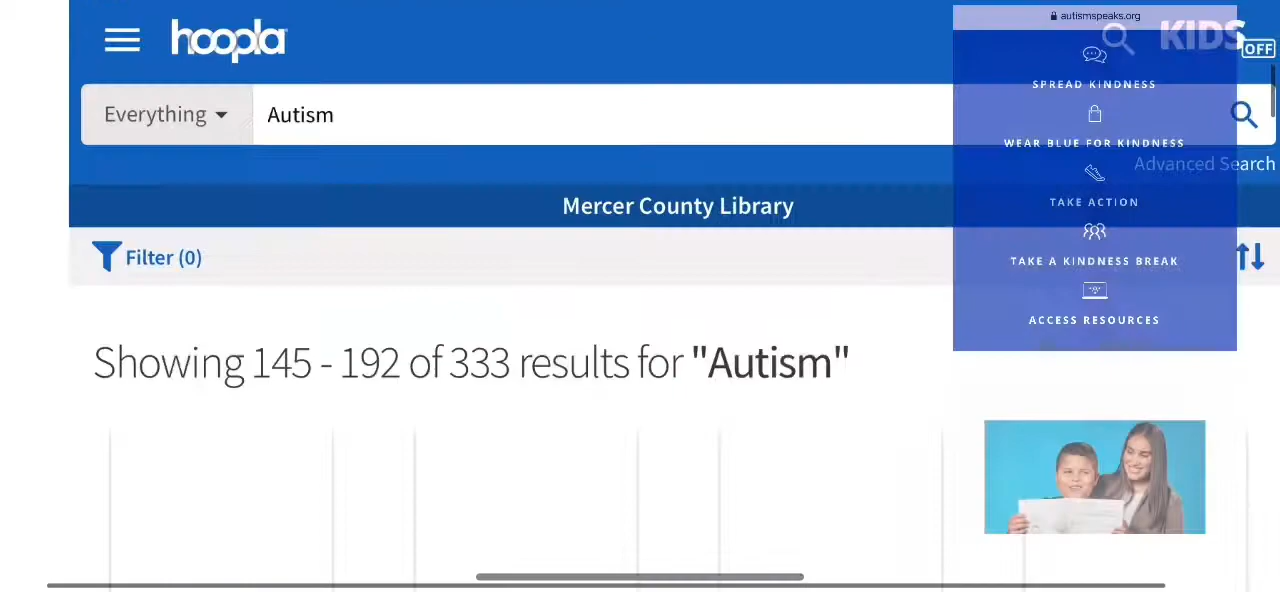 hoopla
autismspeaks.org
KIDS
OFF
SPREAD KINDNESS
Everything
Autism
WEAR BLUE FOR KINDNESS
Advanced Search
TAKE ACTION
Mercer County Library
Filter (0)
TAKE A KINDNESS BREAK
ACCESS RESOURCES
Showing 145 - 192 of 333 results for "Autism"